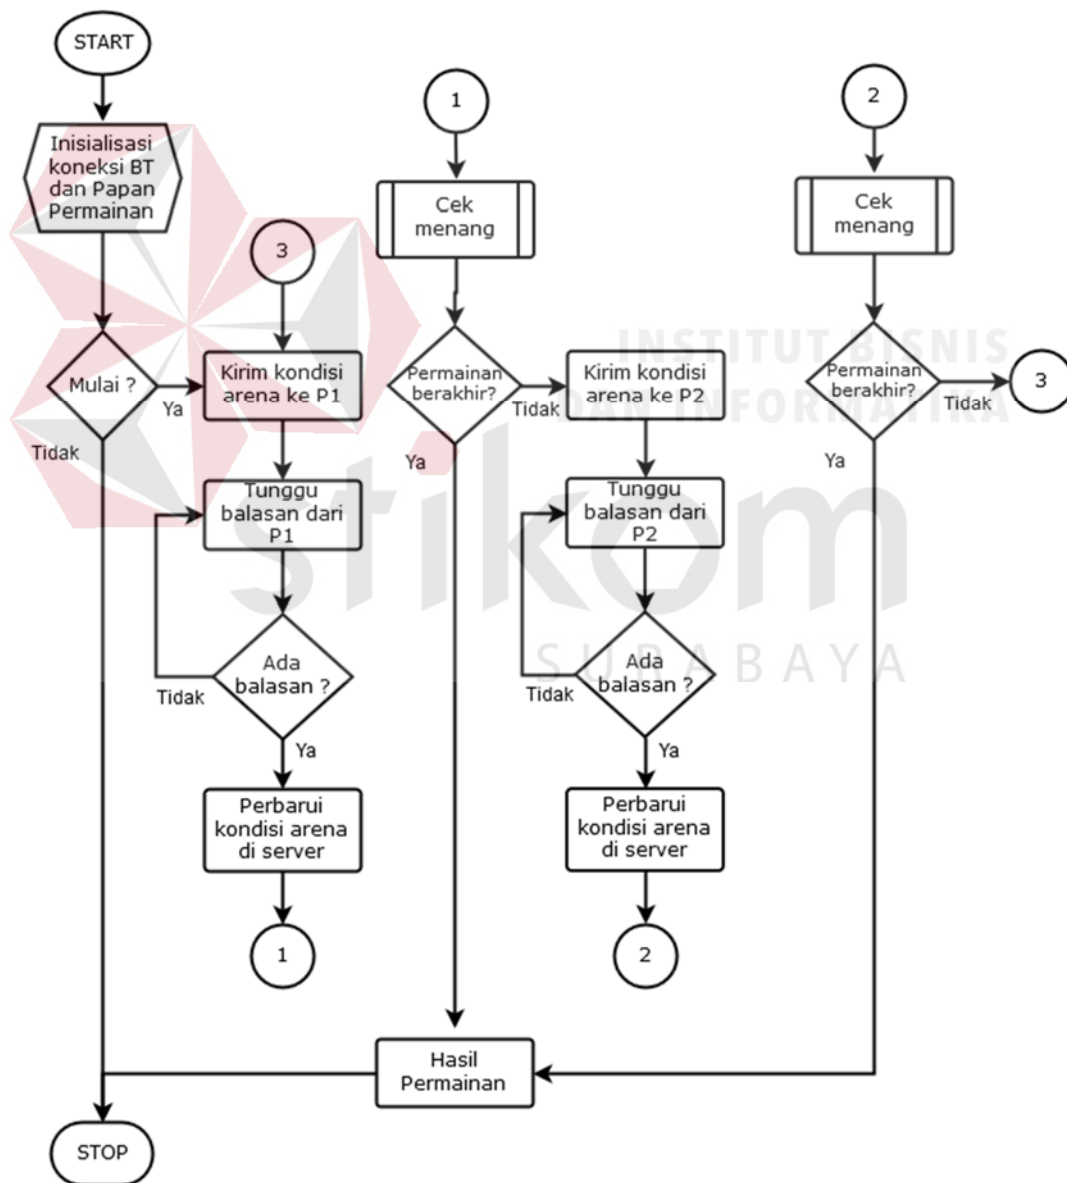 START
Inisialisasi
koneksi BT
dan Papan
Permainan
Mulai ?
Ya
Tidak
3
Kirim kondisi
arena ke P1
Tunggu
balasan dari
P1
Ada
balasan ?
Tidak
Ya
Perbarui
kondisi arena
di server
1
1
Cek
menang
Permainan
berakhir?
Tidak
Ya
Kirim kondisi
arena ke P2
Tunggu
balasan dari
P2
Ada
balasan ?
Tidak
Ya
Perbarui
kondisi arena
di server
2
2
Cek
menang
Permainan
berakhir?
Tidak
3
Ya
Hasil
Permainan
STOP
INSTITUT BISNIS
DAN INFORMATIKA
stikom
SURABAYA